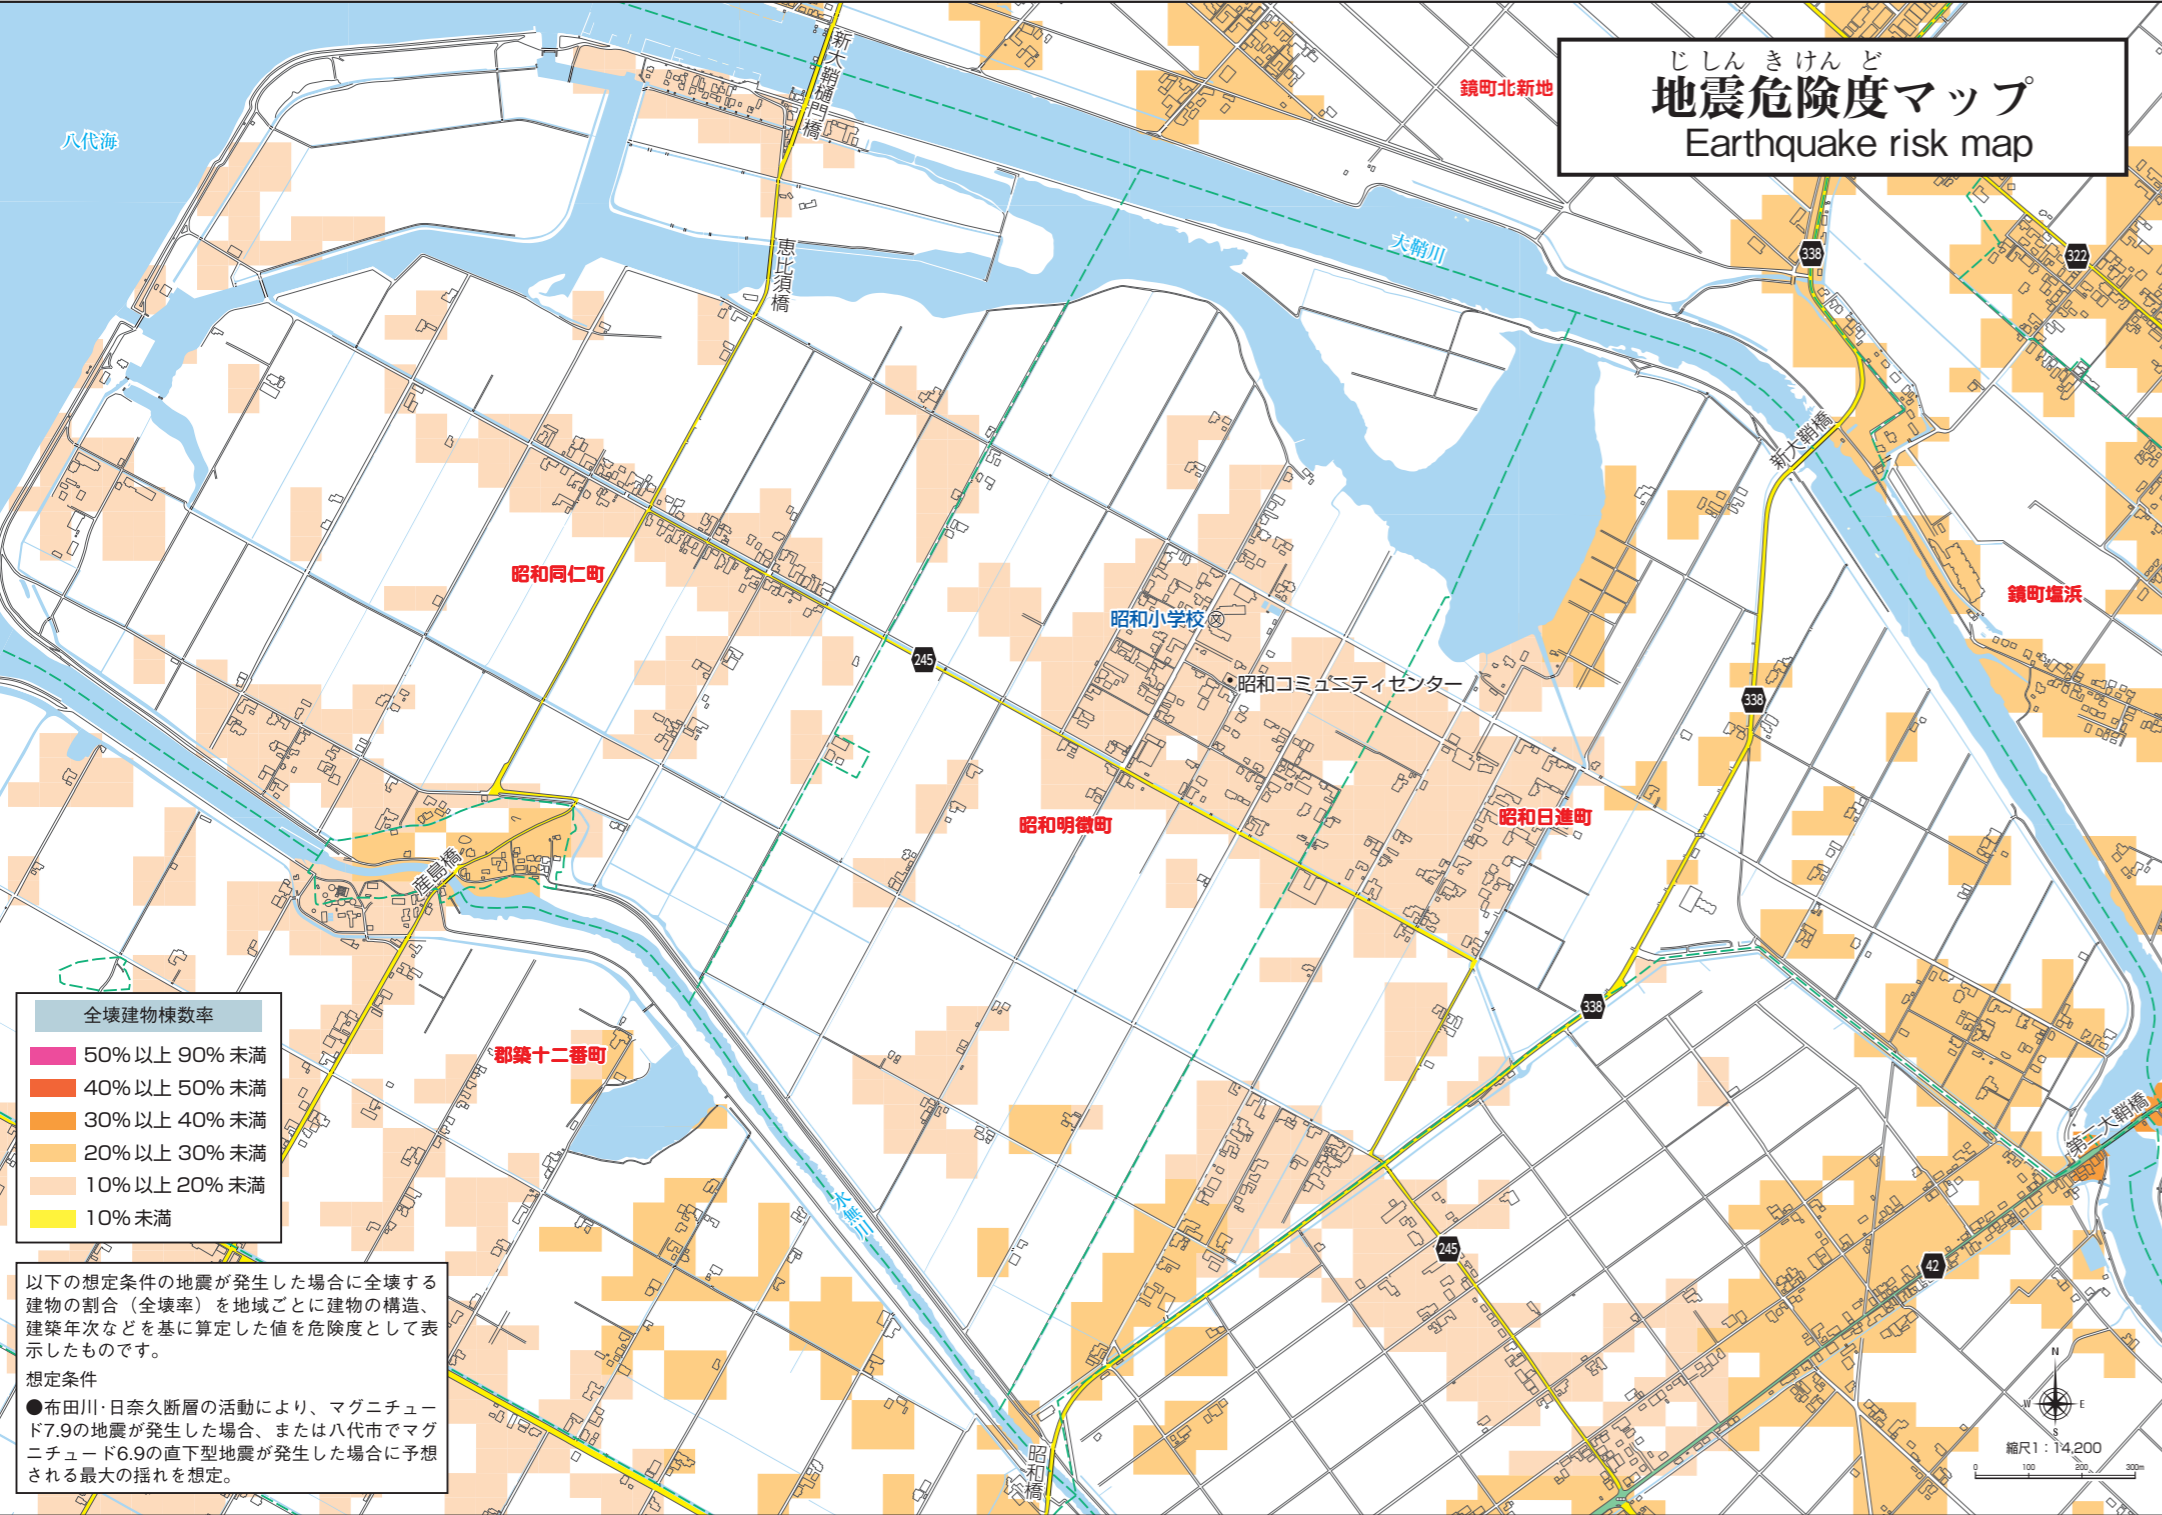 じしんきけんど
地震危険度マップ
Earthquake risk map
新大鞘樋門橋
鏡町北新地
八代海
大鞘川
恵比須橋
338
322
新大鞘橋
昭和同仁町
鏡町塩浜
昭和小学校
文
245
昭和コミュニティセンター
338
昭和明徴町
昭和日進町
産島橋
338
郡築十二番町
第二大鞘橋
水無川
245
42
昭和橋
全壊建物棟数率
50%以上 90%未満
40%以上 50%未満
30%以上 40%未満
20%以上 30%未満
10%以上 20%未満
10%未満
以下の想定条件の地震が発生した場合に全壊する
建物の割合（全壊率）を地域ごとに建物の構造、
建築年次などを基に算定した値を危険度として表
示したものです。
想定条件
●布田川・日奈久断層の活動により、マグニチュー
ド7.9の地震が発生した場合、または八代市でマグ
ニチュード6.9の直下型地震が発生した場合に予想
される最大の揺れを想定。
N
W E
S
縮尺1：14,200
0 100 200 300m